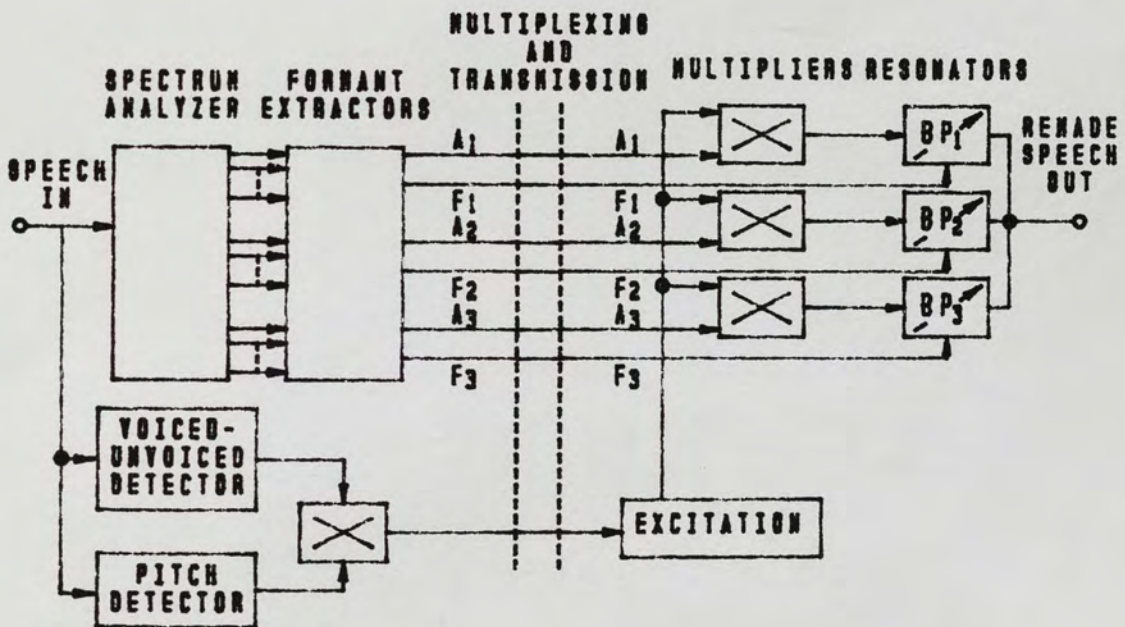 MULTIPLEXING
AND
TRANSMISSION
SPECTRUM
ANALYZER
FORMANT
EXTRACTORS
MULTIPLIERS RESONATORS
SPEECH
IN
A1
A1
BP1
REMADE
SPEECH
OUT
F1
F1
A2
A2
BP2
F2
F2
A3
A3
BP3
F3
F3
VOICED-
UNVOICED
DETECTOR
EXCITATION
PITCH
DETECTOR